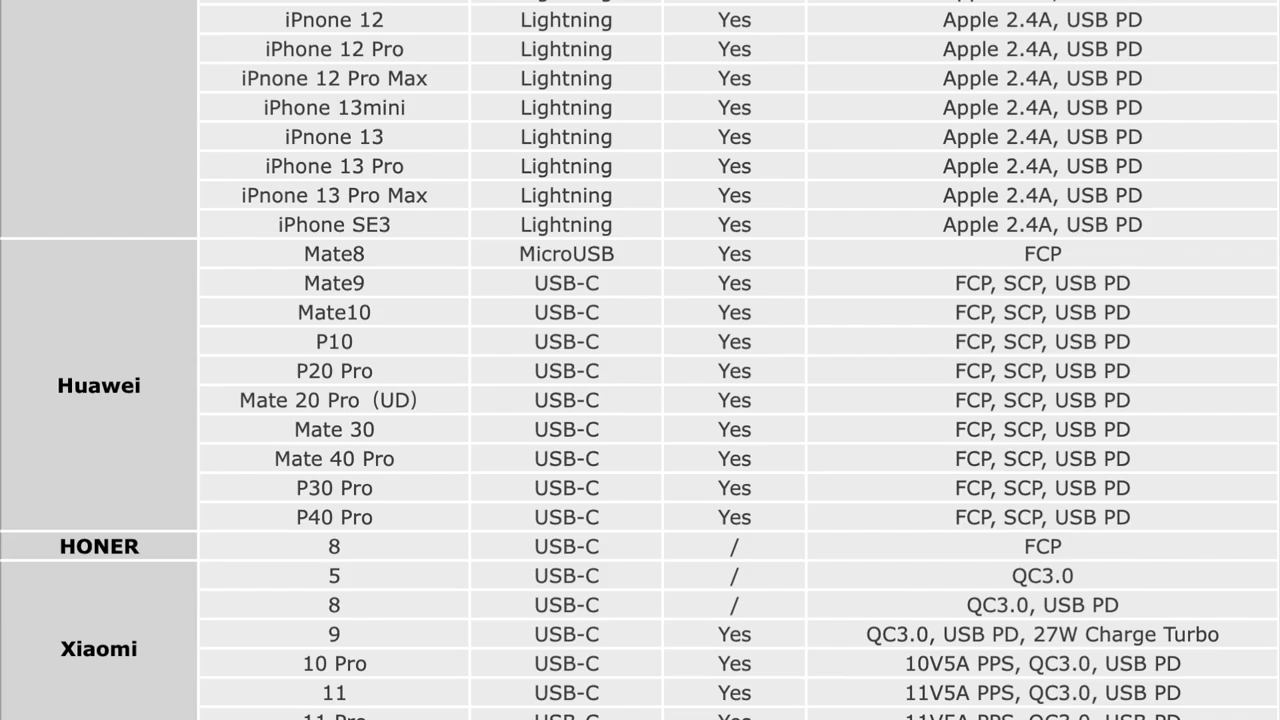 iPnone 12 Lightning Yes Apple 2.4A, USB PD
iPhone 12 Pro Lightning Yes Apple 2.4A, USB PD
iPnone 12 Pro Max Lightning Yes Apple 2.4A, USB PD
iPhone 13mini Lightning Yes Apple 2.4A, USB PD
iPnone 13 Lightning Yes Apple 2.4A, USB PD
iPhone 13 Pro Lightning Yes Apple 2.4A, USB PD
iPnone 13 Pro Max Lightning Yes Apple 2.4A, USB PD
iPhone SE3 Lightning Yes Apple 2.4A, USB PD
Huawei
Mate8 MicroUSB Yes FCP
Mate9 USB-C Yes FCP, SCP, USB PD
Mate10 USB-C Yes FCP, SCP, USB PD
P10 USB-C Yes FCP, SCP, USB PD
P20 Pro USB-C Yes FCP, SCP, USB PD
Mate 20 Pro（UD） USB-C Yes FCP, SCP, USB PD
Mate 30 USB-C Yes FCP, SCP, USB PD
Mate 40 Pro USB-C Yes FCP, SCP, USB PD
P30 Pro USB-C Yes FCP, SCP, USB PD
P40 Pro USB-C Yes FCP, SCP, USB PD
HONER 8 USB-C / FCP
Xiaomi
5 USB-C / QC3.0
8 USB-C / QC3.0, USB PD
9 USB-C Yes QC3.0, USB PD, 27W Charge Turbo
10 Pro USB-C Yes 10V5A PPS, QC3.0, USB PD
11 USB-C Yes 11V5A PPS, QC3.0, USB PD